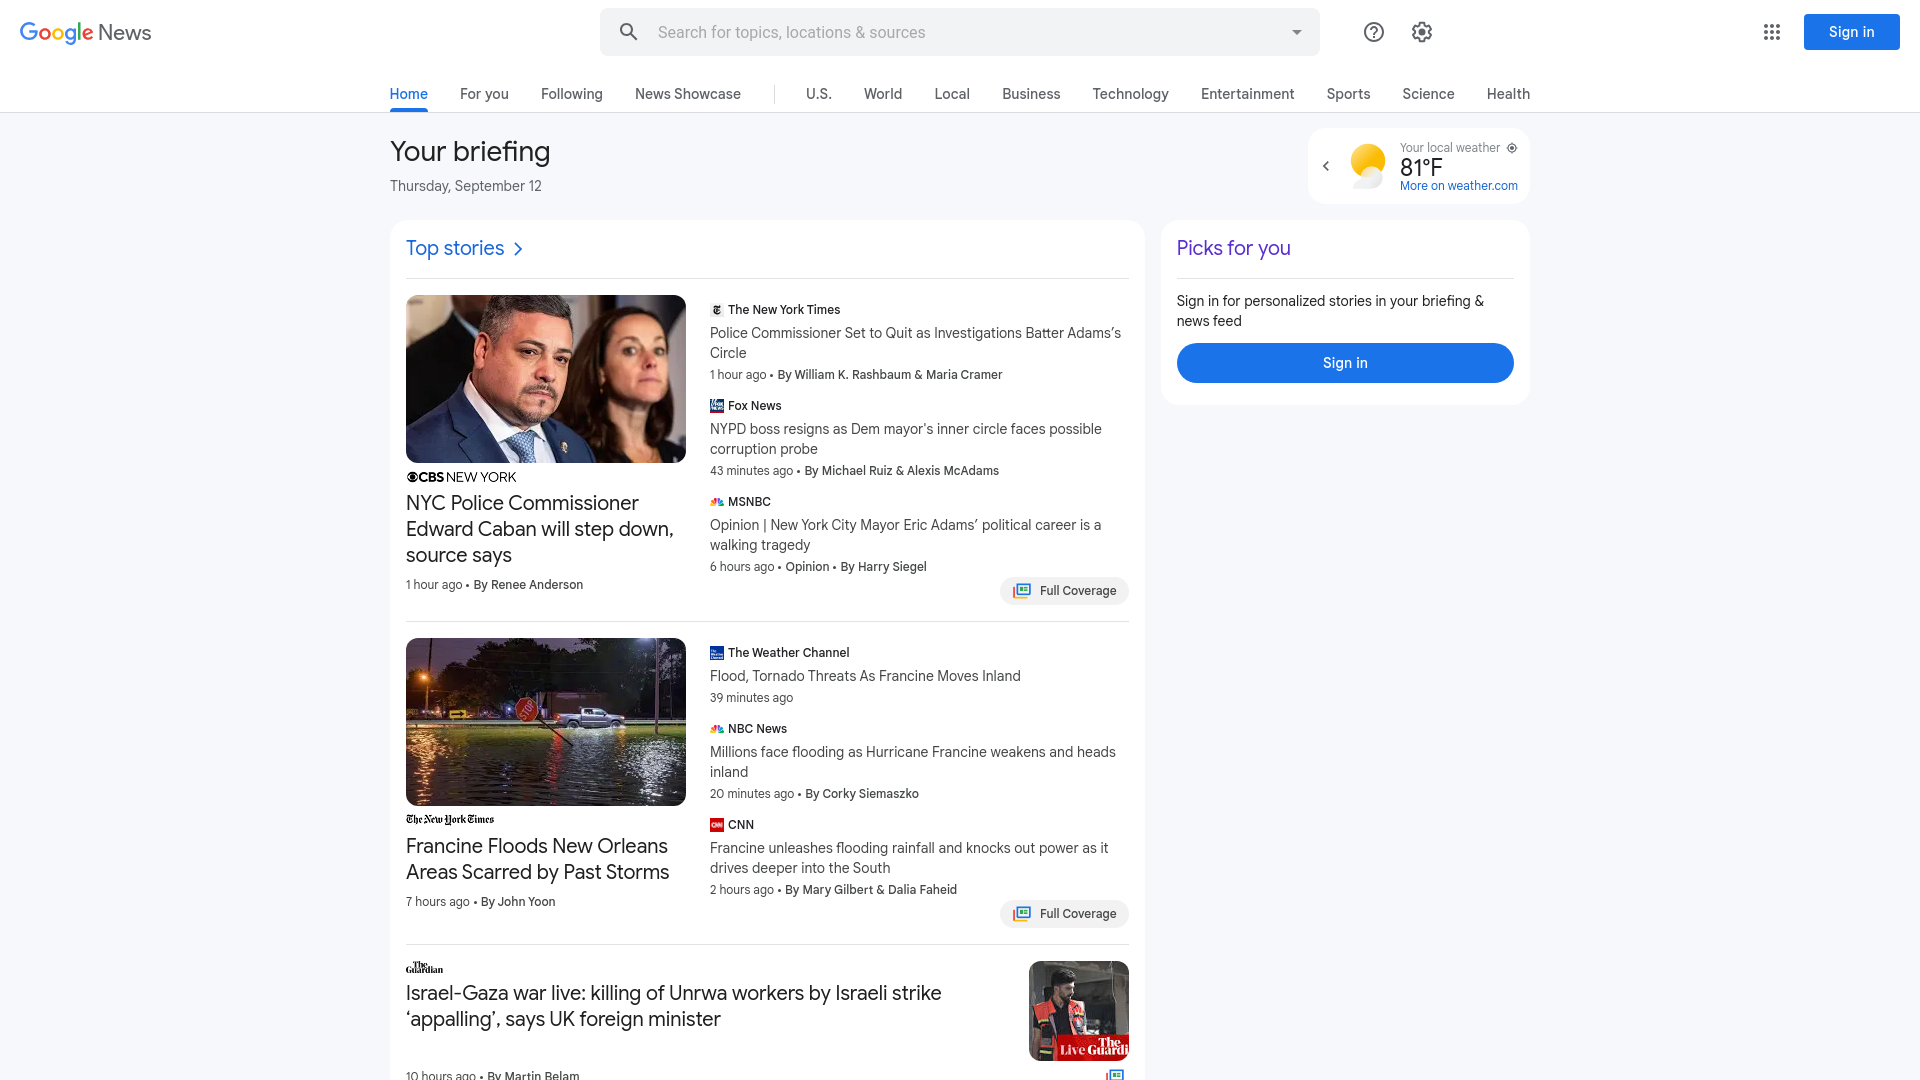 Google News
Search for topics, locations & sources
Sign in
Home
For you
Following
News Showcase
U.S.
World
Local
Business
Technology
Entertainment
Sports
Science
Health
Your briefing
Thursday, September 12
Your local weather
81°F
More on weather.com
Top stories
CBS NEW YORK
NYC Police Commissioner
Edward Caban will step down,
source says
1 hour ago • By Renee Anderson
The New York Times
Police Commissioner Set to Quit as Investigations Batter Adams’s
Circle
1 hour ago • By William K. Rashbaum & Maria Cramer
Fox News
NYPD boss resigns as Dem mayor's inner circle faces possible
corruption probe
43 minutes ago • By Michael Ruiz & Alexis McAdams
MSNBC
Opinion | New York City Mayor Eric Adams’ political career is a
walking tragedy
6 hours ago • Opinion • By Harry Siegel
Full Coverage
STOP
The New York Times
Francine Floods New Orleans
Areas Scarred by Past Storms
7 hours ago • By John Yoon
The Weather Channel
Flood, Tornado Threats As Francine Moves Inland
39 minutes ago
NBC News
Millions face flooding as Hurricane Francine weakens and heads
inland
20 minutes ago • By Corky Siemaszko
CNN
Francine unleashes flooding rainfall and knocks out power as it
drives deeper into the South
2 hours ago • By Mary Gilbert & Dalia Faheid
Full Coverage
The
Guardian
Israel-Gaza war live: killing of Unrwa workers by Israeli strike
‘appalling’, says UK foreign minister
10 hours ago • By Martin Belam
Live The
Guardi
Picks for you
Sign in for personalized stories in your briefing &
news feed
Sign in